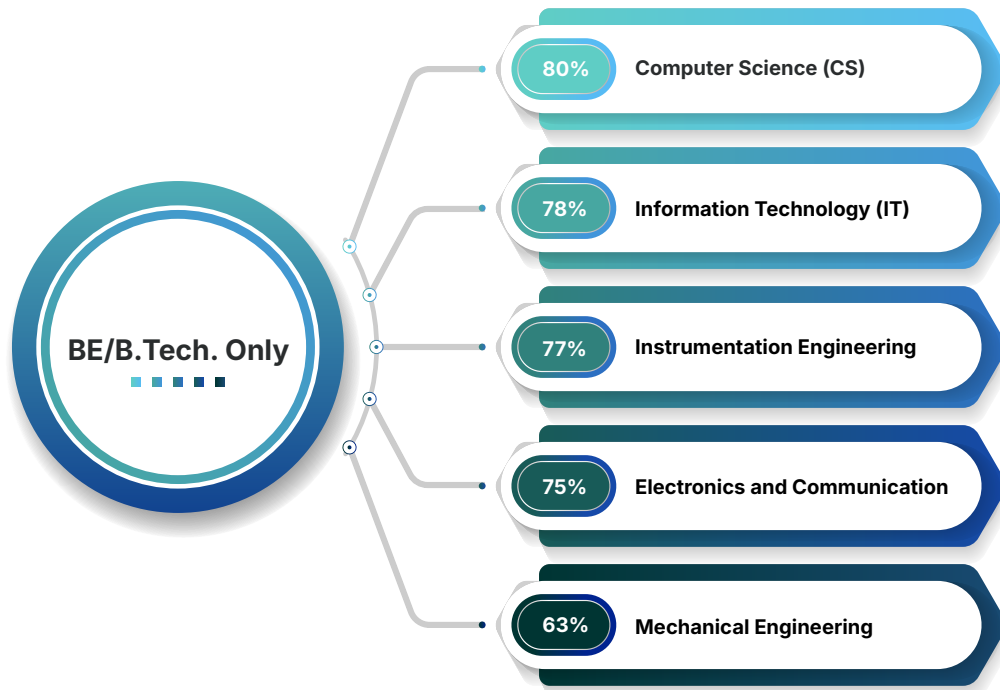 BE/B.Tech. Only
80% Computer Science (CS)
78% Information Technology (IT)
77% Instrumentation Engineering
75% Electronics and Communication
63% Mechanical Engineering